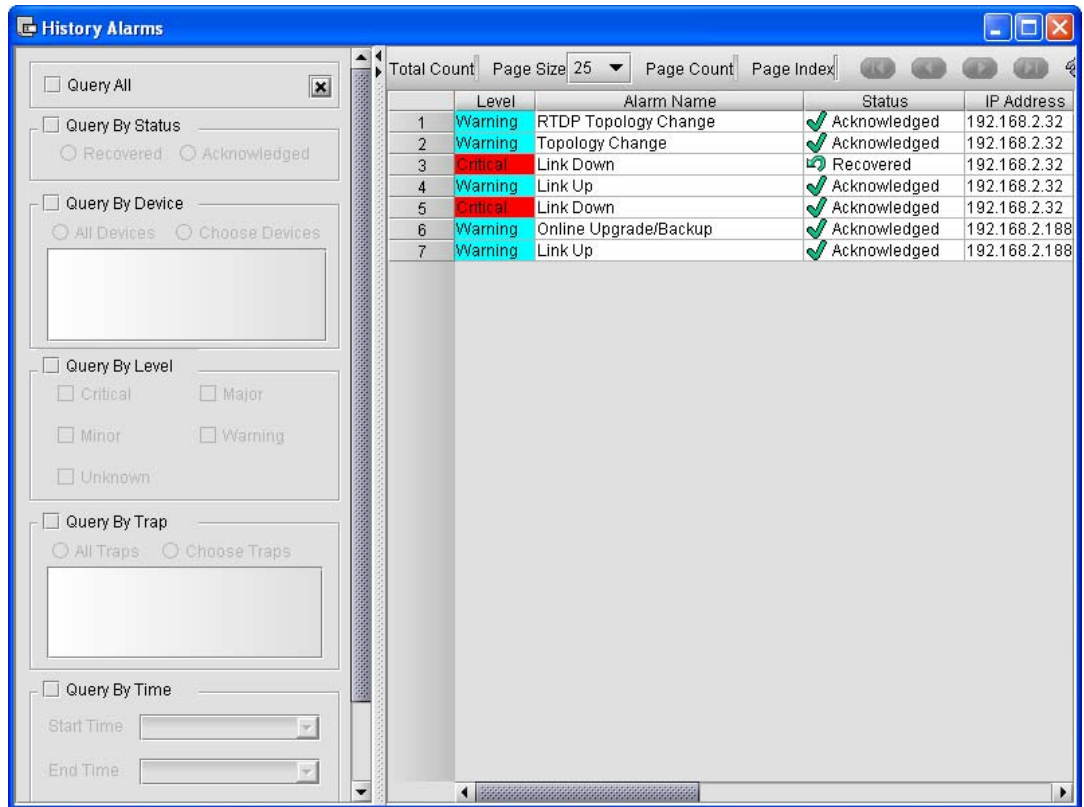 History Alarms
Query All
Query By Status
Recovered Acknowledged
Query By Device
All Devices Choose Devices
Query By Level
Critical Major
Minor Warning
Unknown
Query By Trap
All Traps Choose Traps
Query By Time
Start Time
End Time
Total Count Page Size 25 Page Count Page Index
Level Alarm Name Status IP Address
1 Warning RTDP Topology Change Acknowledged 192.168.2.32
2 Warning Topology Change Acknowledged 192.168.2.32
3 Critical Link Down Recovered 192.168.2.32
4 Warning Link Up Acknowledged 192.168.2.32
5 Critical Link Down Acknowledged 192.168.2.32
6 Warning Online Upgrade/Backup Acknowledged 192.168.2.188
7 Warning Link Up Acknowledged 192.168.2.188